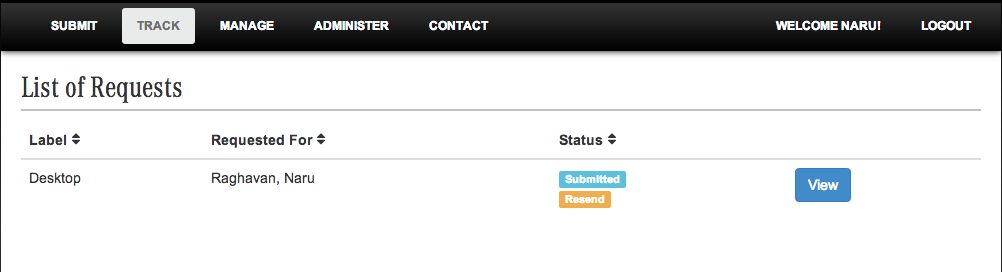 SUBMIT TRACK MANAGE ADMINISTER CONTACT WELCOME NARU! LOGOUT
List of Requests
Label Requested For Status
Desktop Raghavan, Naru Submitted View
Resend